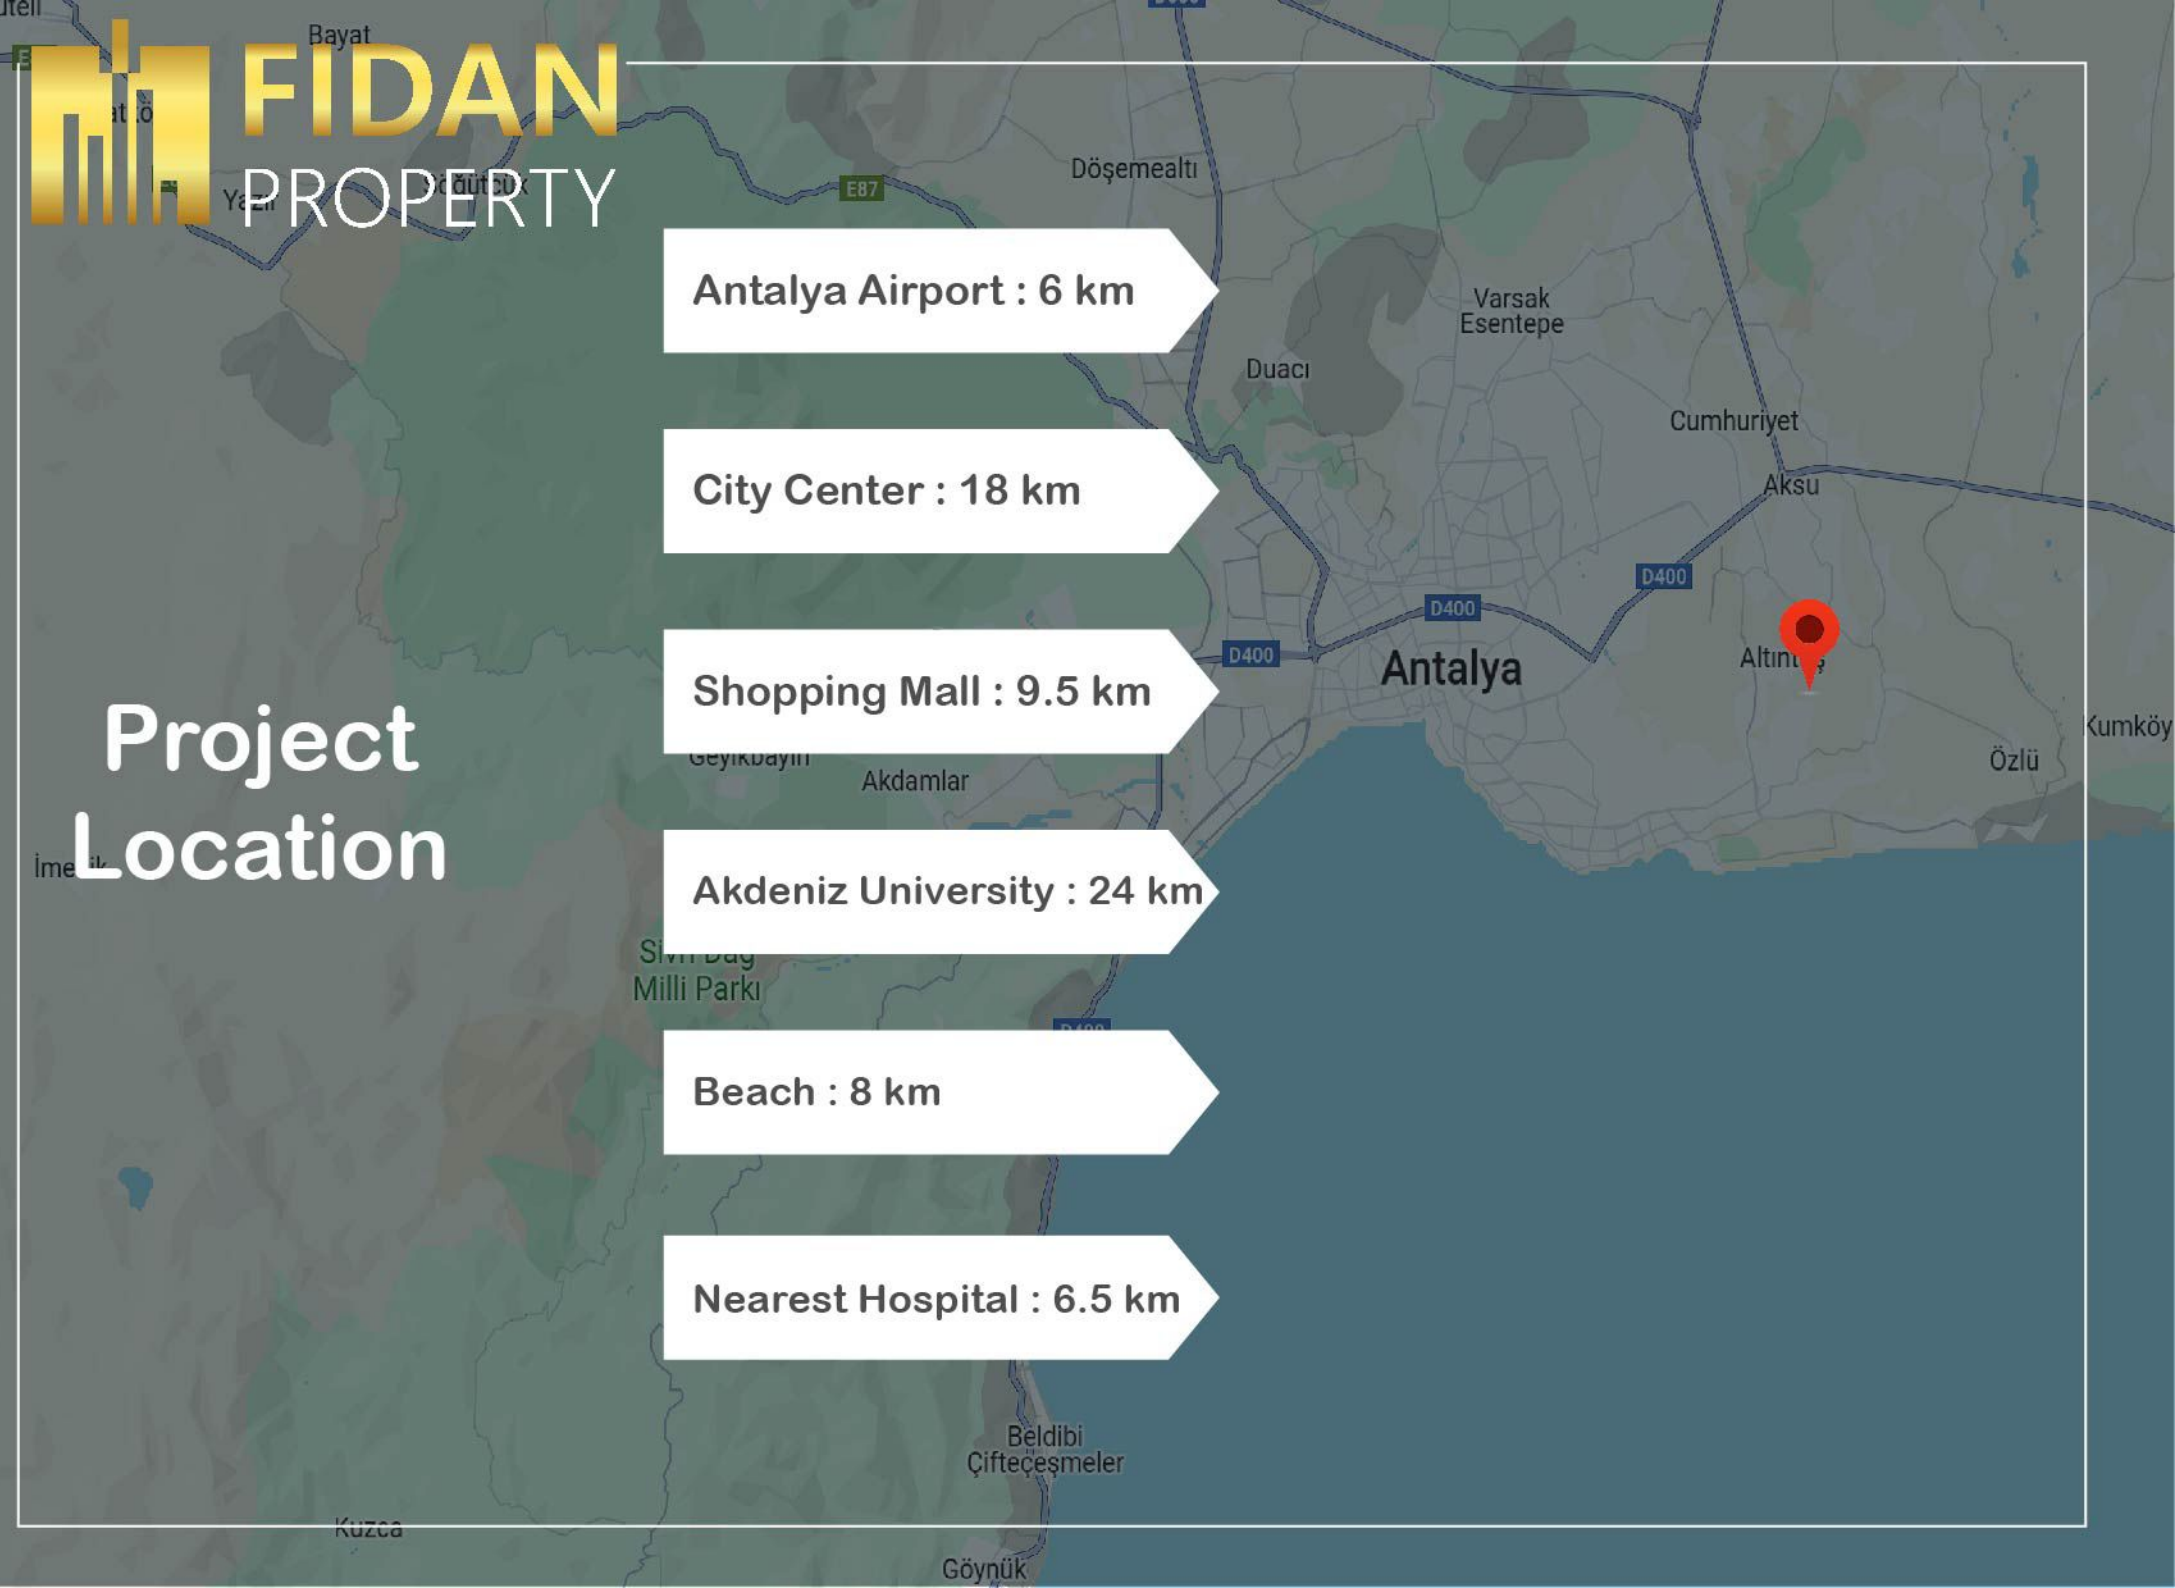 Bayat
FIDAN
PROPERTY
Döşemealtı
E87
Antalya Airport : 6 km
Varsak
Esentepe
Duacı
Cumhuriyet
City Center : 18 km
Aksu
D400
D400
D400
Antalya
Shopping Mall : 9.5 km
Kumköy
Özlü
Project
Location
Geyikbayırı
Akdamlar
Akdeniz University : 24 km
Milli Parkı
Beach : 8 km
Nearest Hospital : 6.5 km
Beldibi
Çifteçeşmeler
Kuzca
Göynük